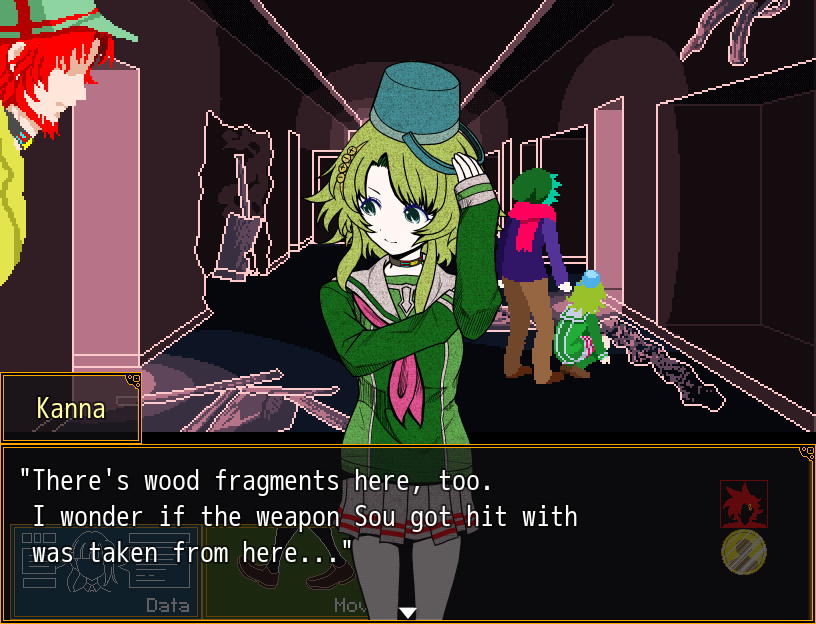 Kanna
"There's wood fragments here, too.
I wonder if the weapon Sou got hit with
was taken from here..."
Data
Mov